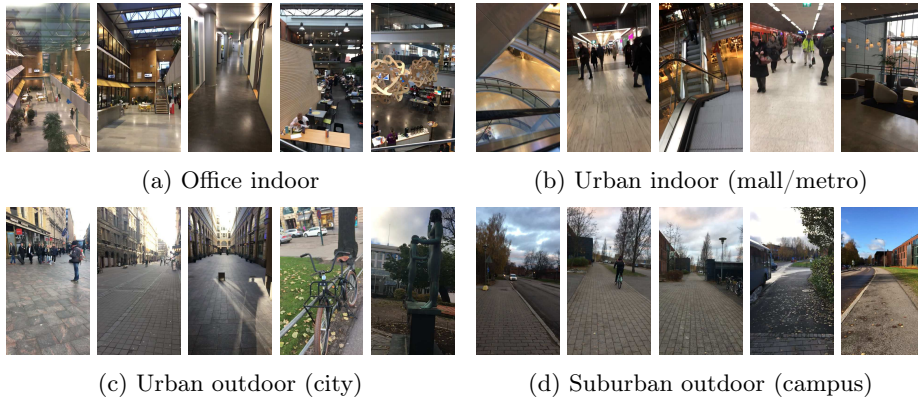 (a) Office indoor
(b) Urban indoor (mall/metro)
(c) Urban outdoor (city)
(d) Suburban outdoor (campus)